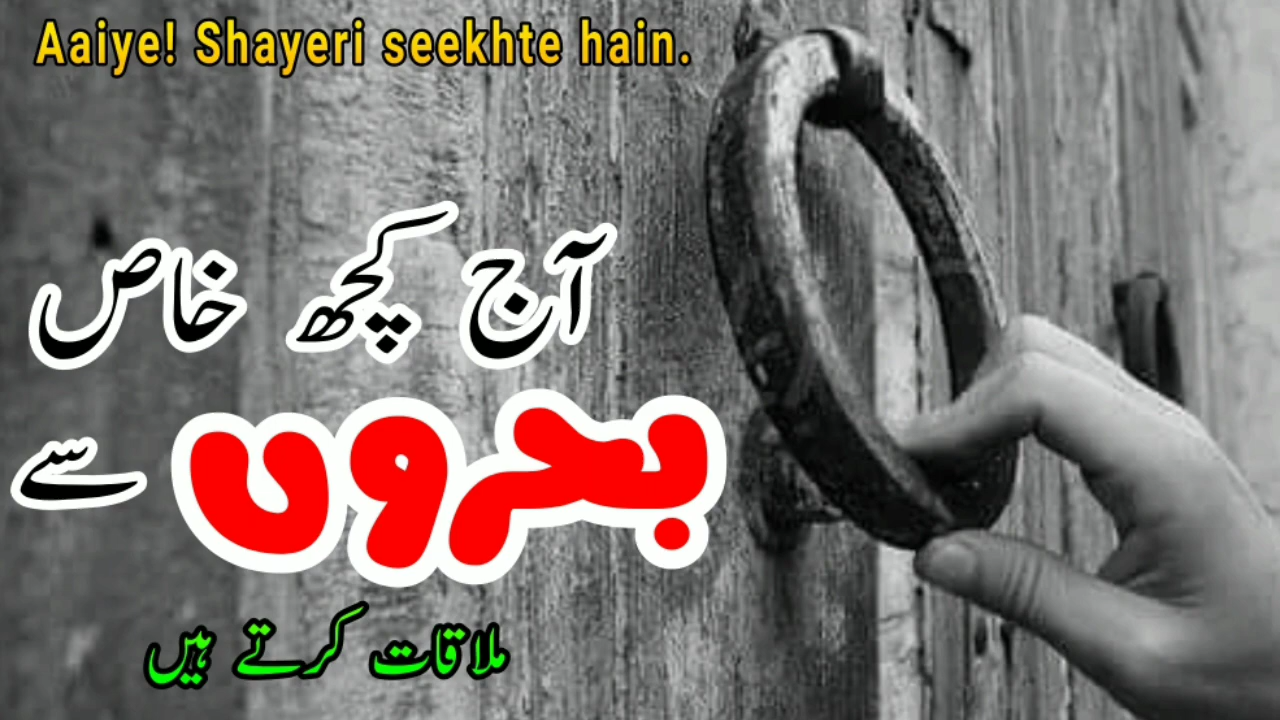 Aaiye! Shayeri seekhte hain.
آج کچھ خاص
بحروں سے
ملاقات کرتے ہیں